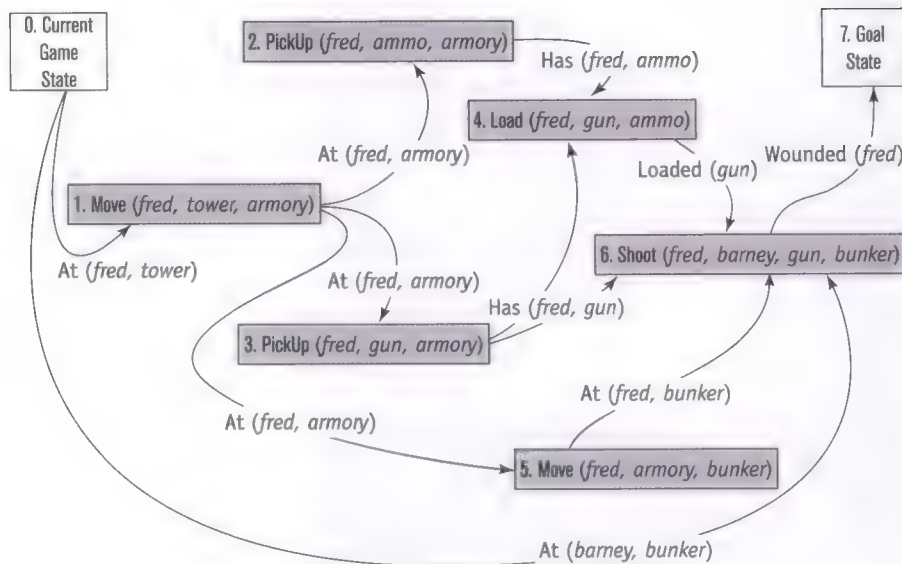 0. Current
Game
State
2. PickUp (fred, ammo, armory)
7. Goal
State
Has (fred, ammo)
4. Load (fred, gun, ammo)
At (fred, armory)
Loaded (gun)
Wounded (fred)
1. Move (fred, tower, armory)
6. Shoot (fred, barney, gun, bunker)
At (fred, tower)
At (fred, armory)
Has (fred, gun)
3. PickUp (fred, gun, armory)
At (fred, bunker)
At (fred, armory)
5. Move (fred, armory, bunker)
At (barney, bunker)